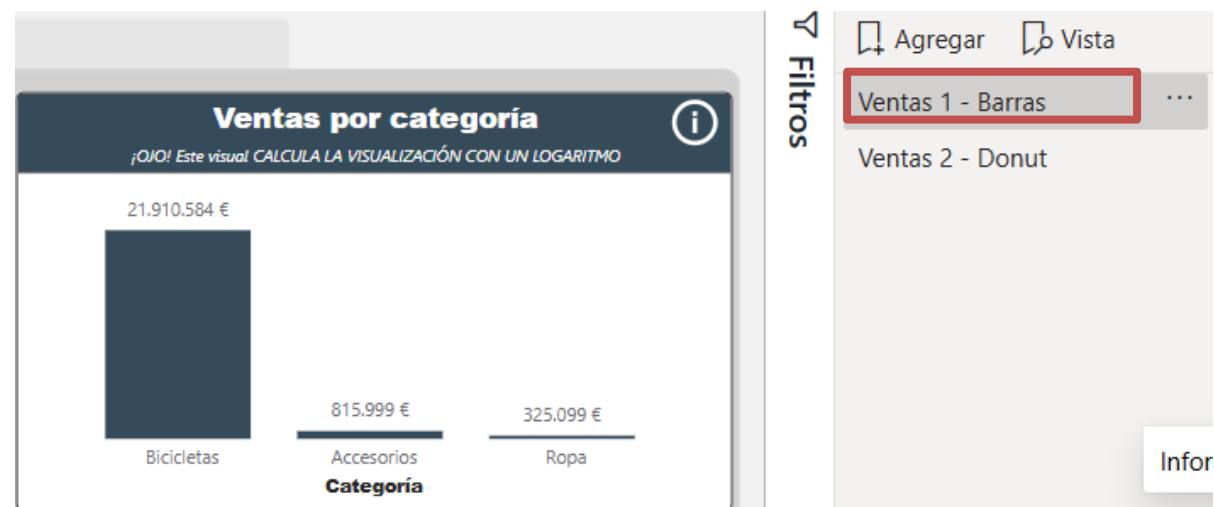 Ventas por categoría
¡OJO! Este visual CALCULA LA VISUALIZACIÓN CON UN LOGARITMO
21.910.584 €
815.999 €
325.099 €
Bicicletas
Accesorios
Ropa
Categoría
Filtros
Agregar
Vista
Ventas 1 - Barras
Ventas 2 - Donut
Infor